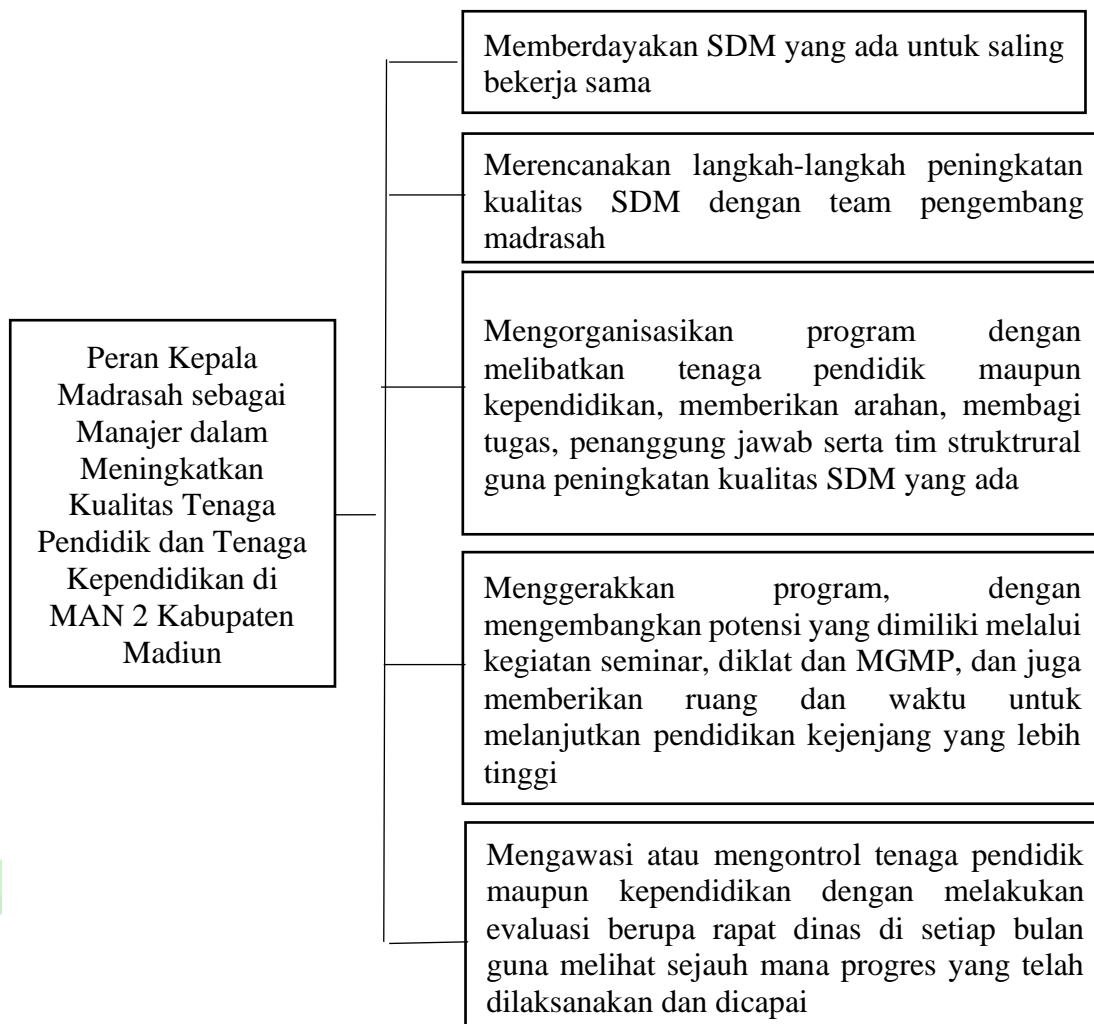 Memberdayakan SDM yang ada untuk saling
bekerja sama
Merencanakan langkah-langkah peningkatan
kualitas SDM dengan team pengembang
madrasah
Mengorganisasikan program dengan
melibatkan tenaga pendidik maupun
kependidikan, memberikan arahan, membagi
tugas, penanggung jawab serta tim struktrural
guna peningkatan kualitas SDM yang ada
Peran Kepala
Madrasah sebagai
Manajer dalam
Meningkatkan
Kualitas Tenaga
Pendidik dan Tenaga
Kependidikan di
MAN 2 Kabupaten
Madiun
Menggerakkan program, dengan
mengembangkan potensi yang dimiliki melalui
kegiatan seminar, diklat dan MGMP, dan juga
memberikan ruang dan waktu untuk
melanjutkan pendidikan kejenjang yang lebih
tinggi
Mengawasi atau mengontrol tenaga pendidik
maupun kependidikan dengan melakukan
evaluasi berupa rapat dinas di setiap bulan
guna melihat sejauh mana progres yang telah
dilaksanakan dan dicapai